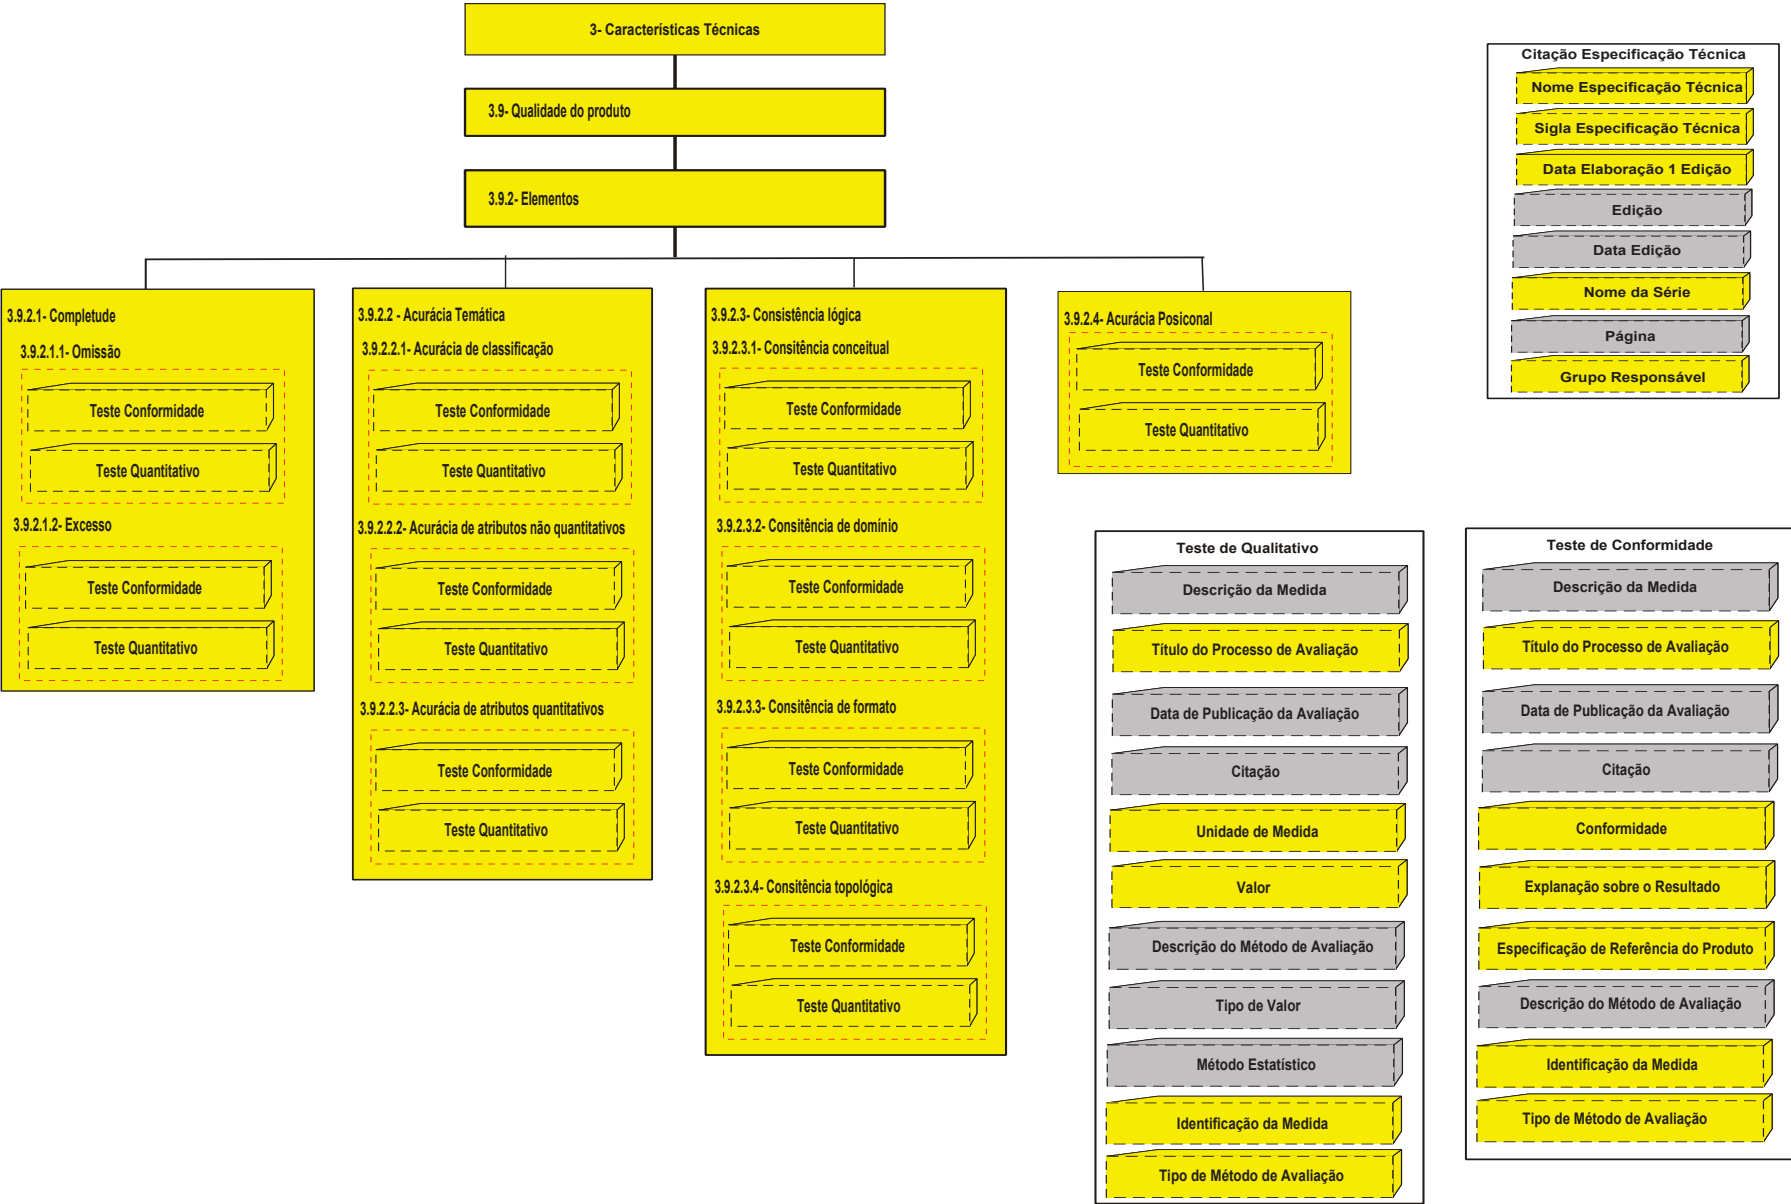 3- Características Técnicas
3.9- Qualidade do produto
3.9.2- Elementos
3.9.2.1- Completude
3.9.2.1.1- Omissão
Teste Conformidade
Teste Quantitativo
3.9.2.1.2- Excesso
Teste Conformidade
Teste Quantitativo
3.9.2.2 - Acurácia Temática
3.9.2.2.1- Acurácia de classificação
Teste Conformidade
Teste Quantitativo
3.9.2.2.2- Acurácia de atributos não quantitativos
Teste Conformidade
Teste Quantitativo
3.9.2.2.3- Acurácia de atributos quantitativos
Teste Conformidade
Teste Quantitativo
3.9.2.3- Consistência lógica
3.9.2.3.1- Consitência conceitual
Teste Conformidade
Teste Quantitativo
3.9.2.3.2- Consitência de domínio
Teste Conformidade
Teste Quantitativo
3.9.2.3.3- Consitência de formato
Teste Conformidade
Teste Quantitativo
3.9.2.3.4- Consitência topológica
Teste Conformidade
Teste Quantitativo
3.9.2.4- Acurácia Posiconal
Teste Conformidade
Teste Quantitativo
Citação Especificação Técnica
Nome Especificação Técnica
Sigla Especificação Técnica
Data Elaboração 1 Edição
Edição
Data Edição
Nome da Série
Página
Grupo Responsável
Teste de Qualitativo
Descrição da Medida
Título do Processo de Avaliação
Data de Publicação da Avaliação
Citação
Unidade de Medida
Valor
Descrição do Método de Avaliação
Tipo de Valor
Método Estatístico
Identificação da Medida
Tipo de Método de Avaliação
Teste de Conformidade
Descrição da Medida
Título do Processo de Avaliação
Data de Publicação da Avaliação
Citação
Conformidade
Explanação sobre o Resultado
Especificação de Referência do Produto
Descrição do Método de Avaliação
Identificação da Medida
Tipo de Método de Avaliação